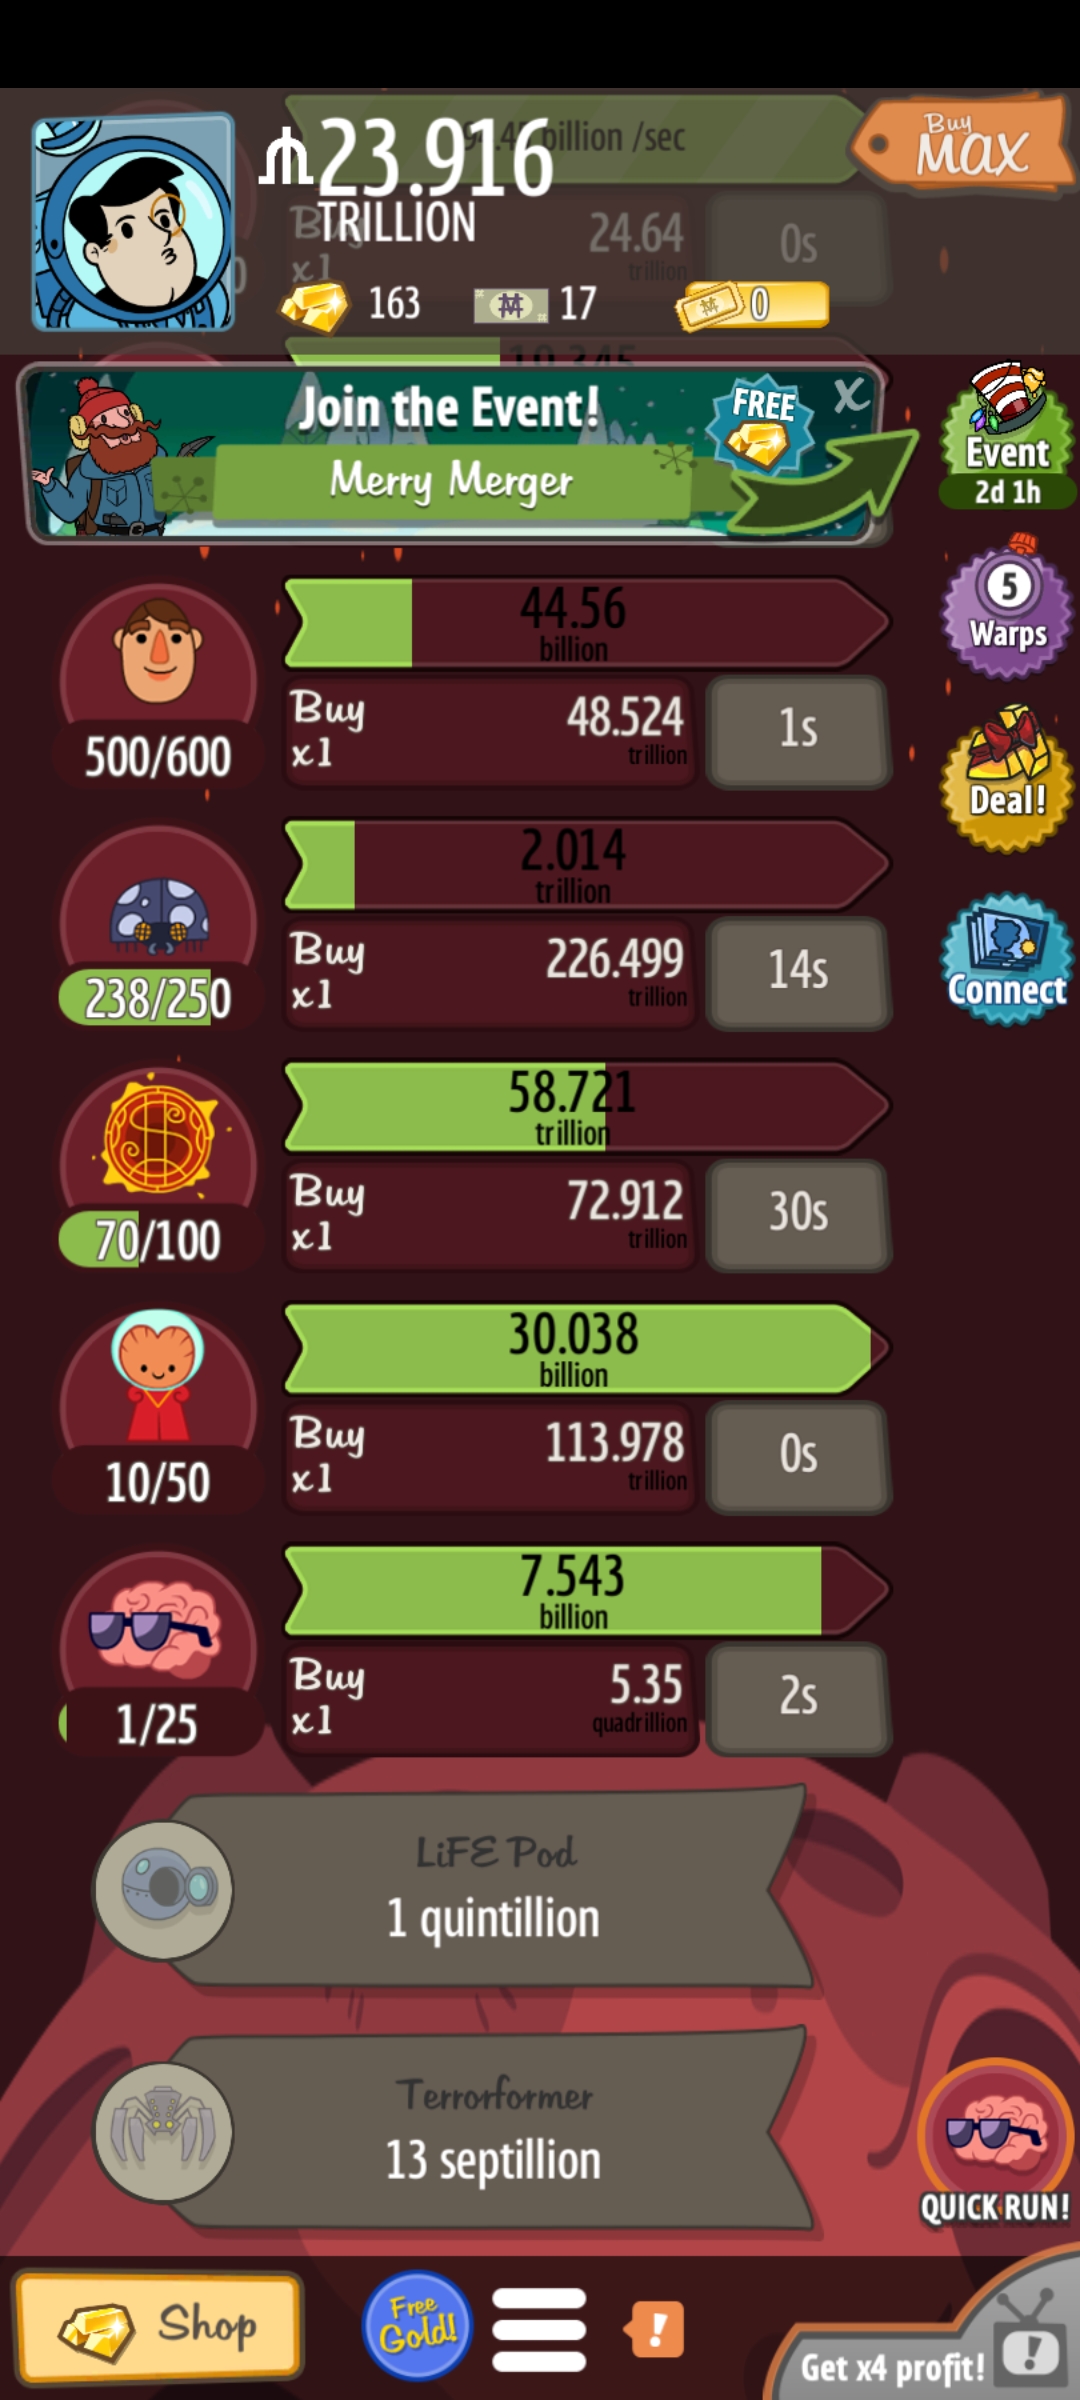 23.916
TRILLION
billion /sec
Buy
MAX
Buy
x1
24.64
trillion
0s
163
17
0
Join the Event!
FREE
X
Merry Merger
Event
2d 1h
44.56
billion
500/600
Buy
x1
48.524
trillion
1s
5
Warps
2.014
trillion
238/250
Buy
x1
226.499
trillion
14s
Deal!
Connect
58.721
trillion
70/100
Buy
x1
72.912
trillion
30s
30.038
billion
10/50
Buy
x1
113.978
trillion
0s
7.543
billion
1/25
Buy
x1
5.35
quadrillion
2s
LiFE Pod
1 quintillion
Terrorformer
13 septillion
QUICK RUN!
Shop
Free
Gold!
!
Get x4 profit!
!